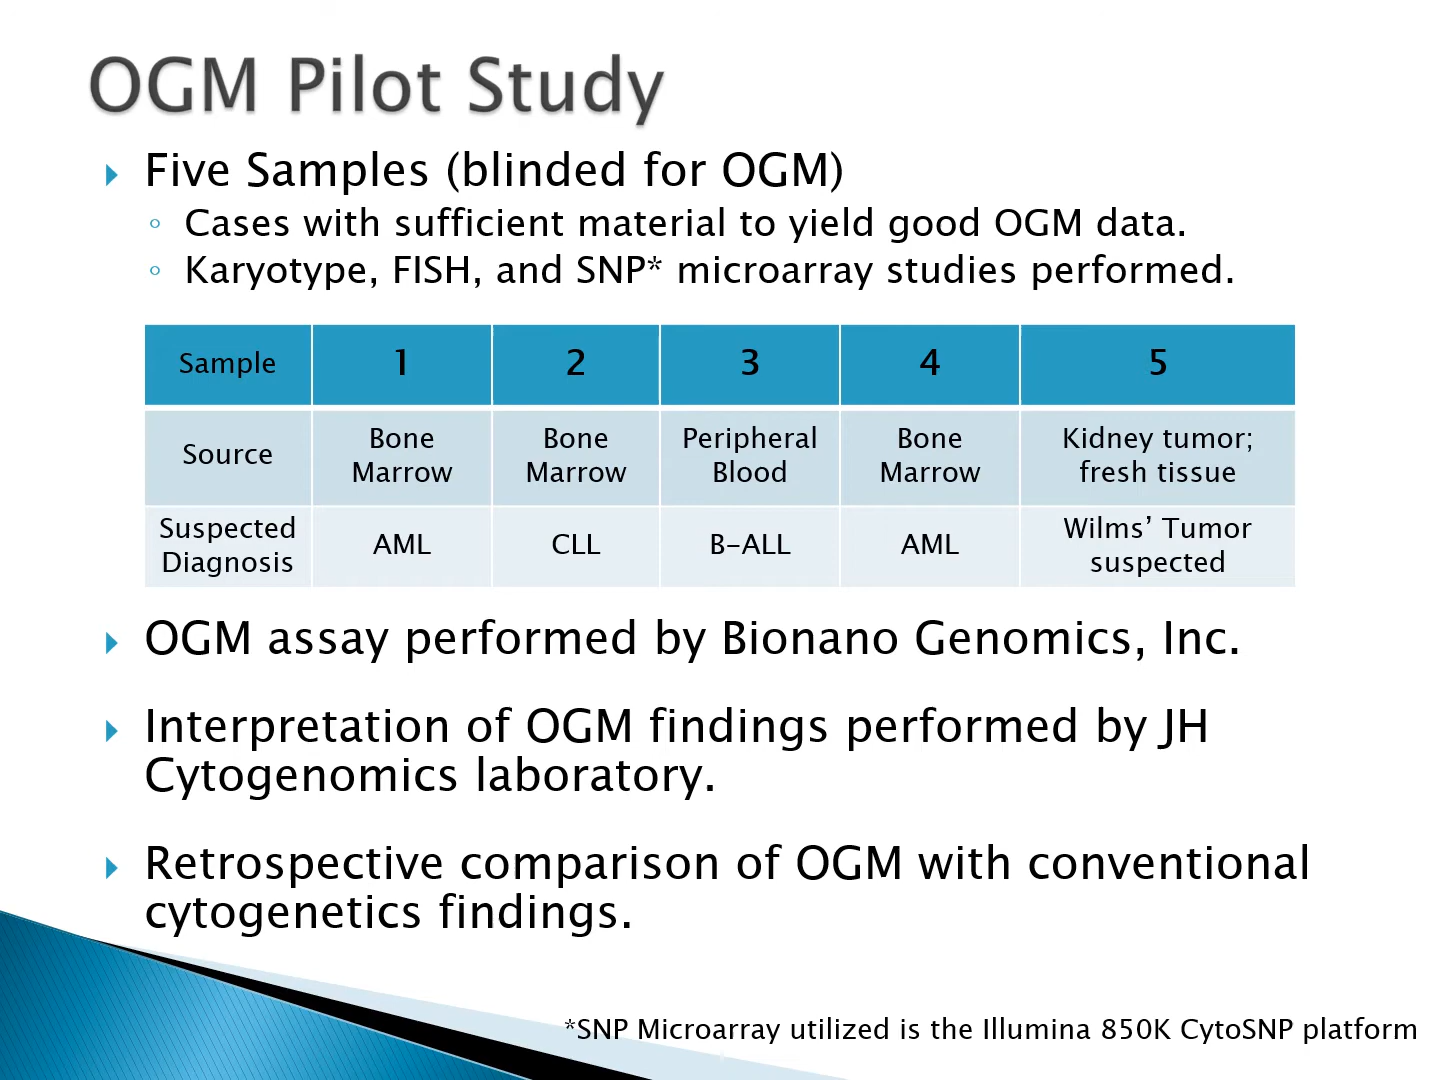 OGM Pilot Study
Five Samples (blinded for OGM)
Cases with sufficient material to yield good OGM data.
Karyotype, FISH, and SNP* microarray studies performed.
Sample 1 2 3 4 5
Source Bone Marrow Bone Marrow Peripheral Blood Bone Marrow Kidney tumor; fresh tissue
Suspected Diagnosis AML CLL B-ALL AML Wilms’ Tumor suspected
OGM assay performed by Bionano Genomics, Inc.
Interpretation of OGM findings performed by JH
Cytogenomics laboratory.
Retrospective comparison of OGM with conventional
cytogenetics findings.
*SNP Microarray utilized is the Illumina 850K CytoSNP platform